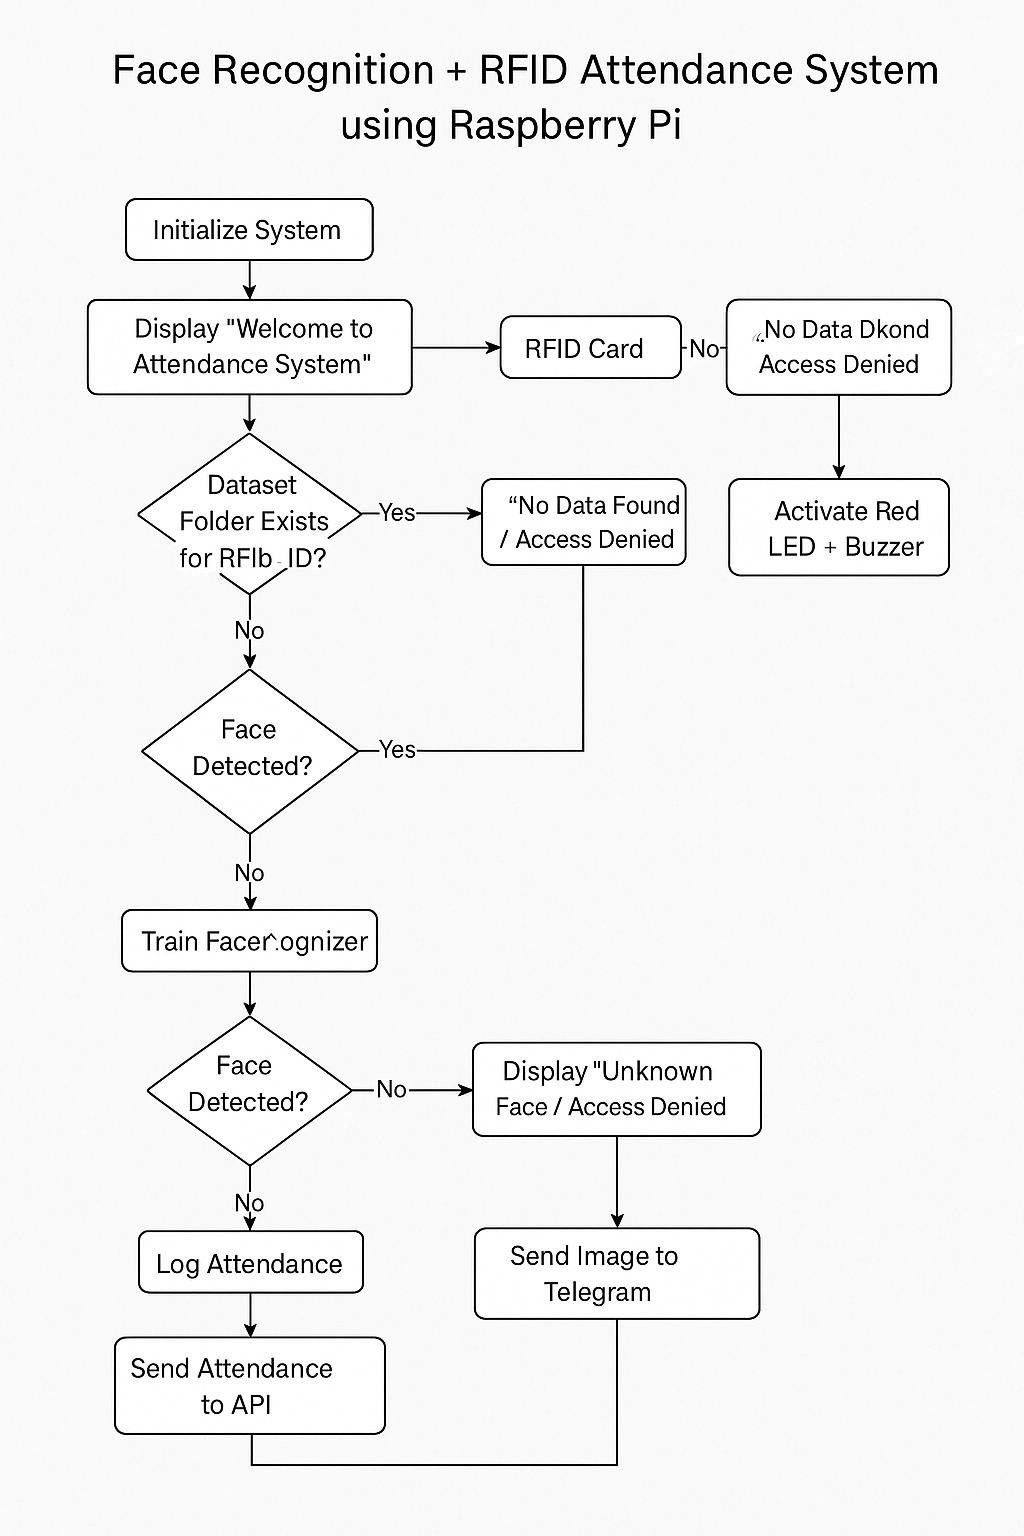 Face Recognition + RFID Attendance System
using Raspberry Pi
Initialize System
Display "Welcome to
Attendance System"
RFID Card
No
„No Data Dkond
Access Denied
Dataset
Folder Exists
for RFIb - ID?
Yes
“No Data Found
/ Access Denied
Activate Red
LED + Buzzer
No
Face
Detected?
Yes
No
Train Facer^.ognizer
Face
Detected?
No
Display "Unknown
Face / Access Denied
No
Log Attendance
Send Image to
Telegram
Send Attendance
to API